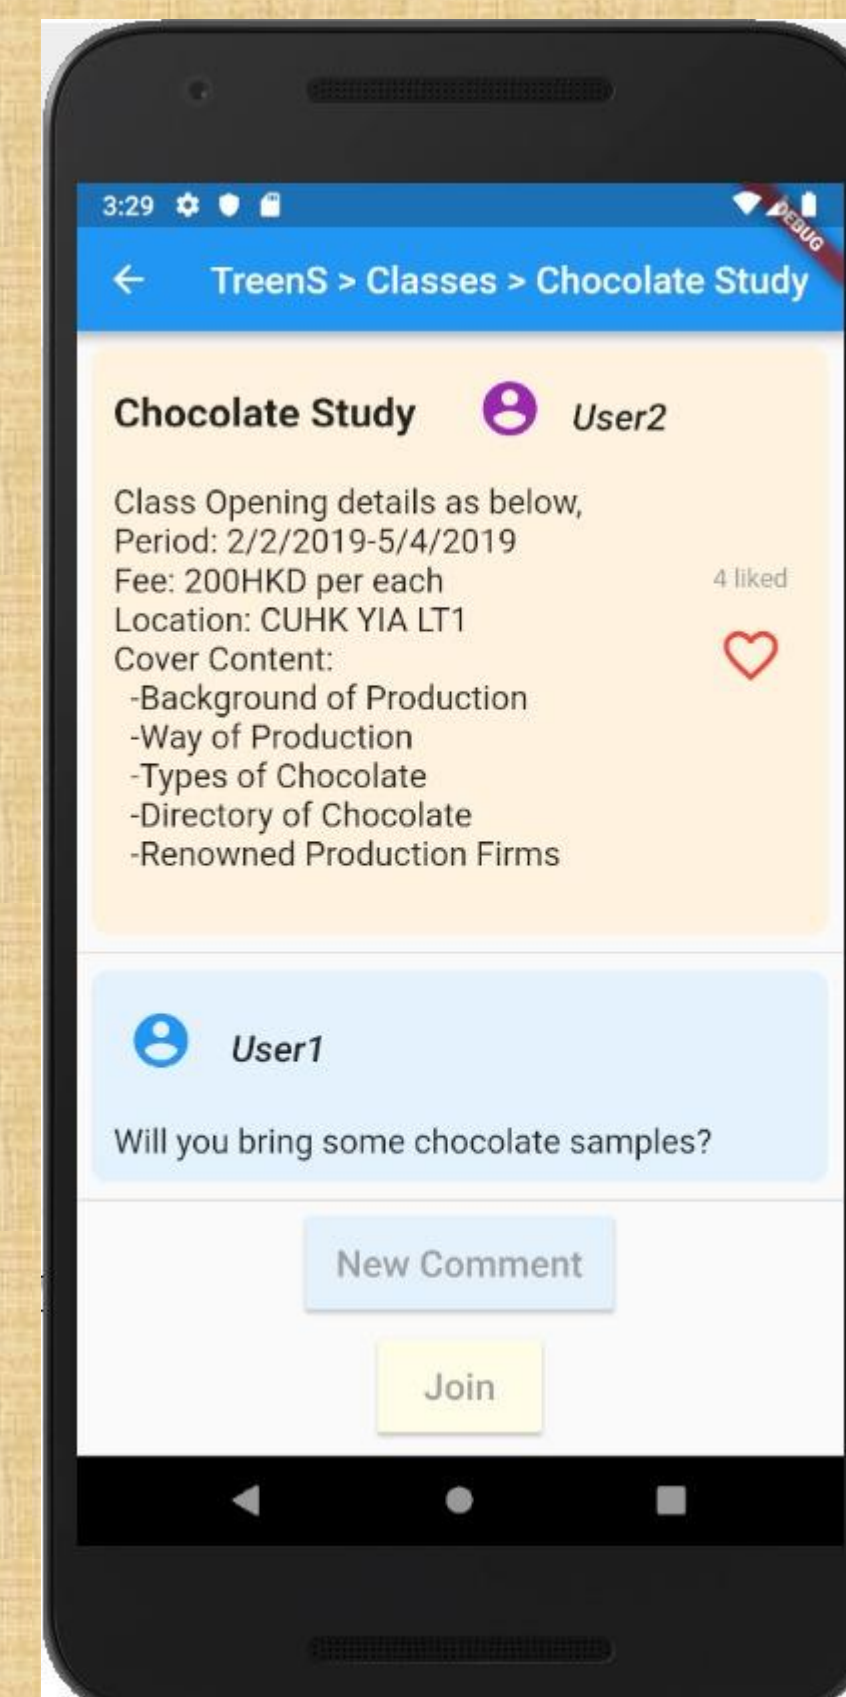 3:29
DEBUG
TreenS > Classes > Chocolate Study
Chocolate Study User2
Class Opening details as below,
Period: 2/2/2019-5/4/2019
Fee: 200HKD per each
4 liked
Location: CUHK YIA LT1
Cover Content:
-Background of Production
-Way of Production
-Types of Chocolate
-Directory of Chocolate
-Renowned Production Firms
User1
Will you bring some chocolate samples?
New Comment
Join